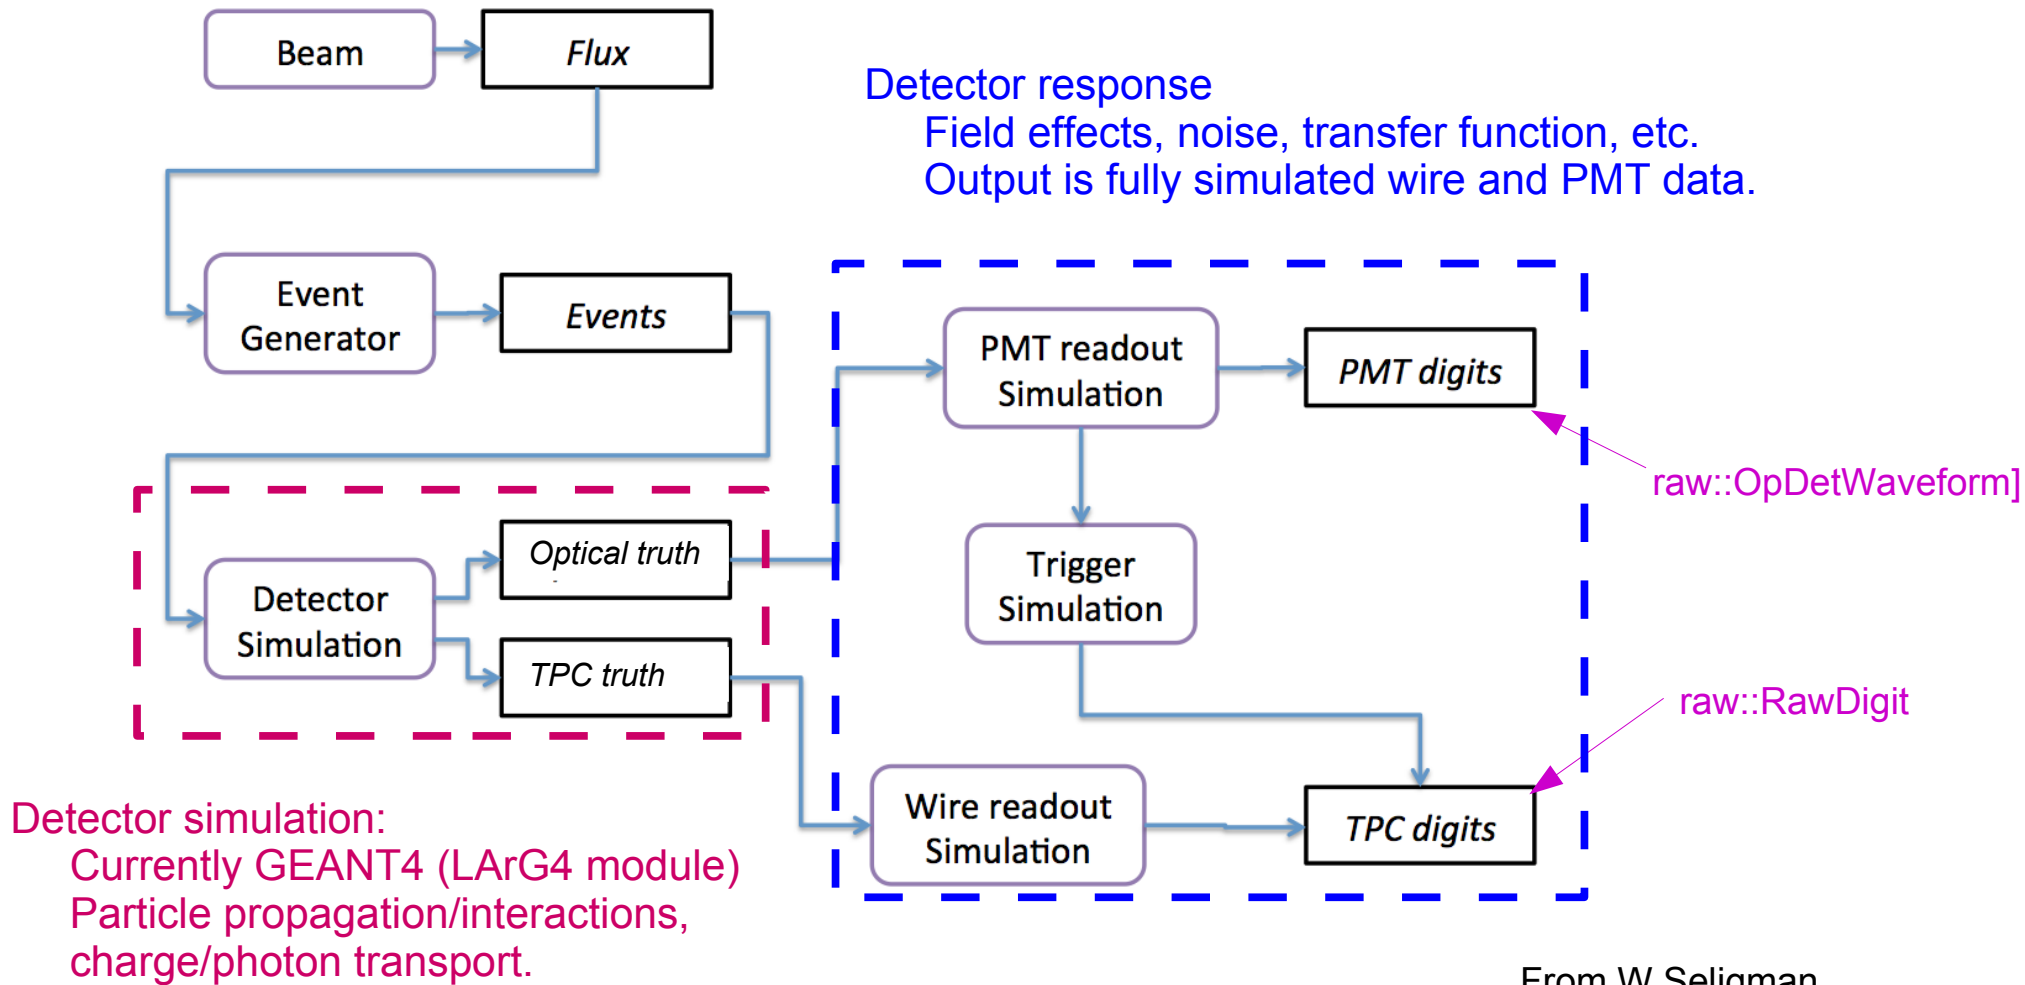 Beam
Flux
Detector response
Field effects, noise, transfer function, etc.
Output is fully simulated wire and PMT data.
Event
Generator
Events
PMT readout
Simulation
PMT digits
raw::OpDetWaveform]
Optical truth
Detector
Simulation
TPC truth
Trigger
Simulation
raw::RawDigit
Wire readout
Simulation
TPC digits
Detector simulation:
Currently GEANT4 (LArG4 module)
Particle propagation/interactions,
charge/photon transport.
From W Seligman